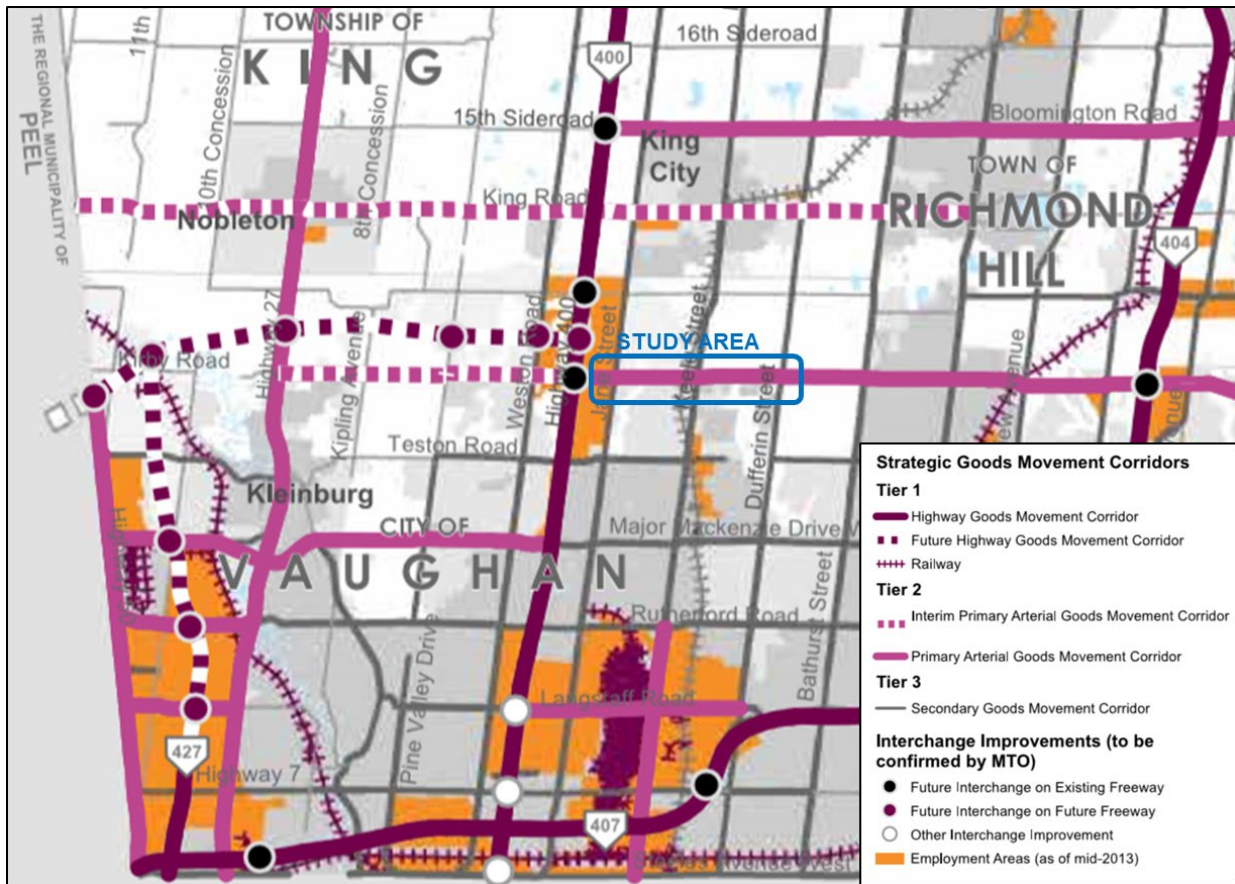 TOWNSHIP OF
KING
11th
THE REGIONAL MUNICIPALITY OF
PEEL
10th Concession
8th Concession
400
16th Sideroad
15th Sideroad
King
City
Bloomington Road
TOWN OF
RICHMOND
HILL
King Road
Nobleton
404
Highway 27
Weston Road
Highway 400
Jane Street
STUDY AREA
Keele Street
Dufferin Street
Kirby Road
Kipling Avenue
Teston Road
Kleinburg
CITY OF
VAUGHAN
Major Mackenzie Drive W
Rutherford Road
Bathurst Street
Pine Valley Drive
Langstaff Road
427
Highway 7
407
Strategic Goods Movement Corridors
Tier 1
Highway Goods Movement Corridor
Future Highway Goods Movement Corridor
Railway
Tier 2
Interim Primary Arterial Goods Movement Corridor
Primary Arterial Goods Movement Corridor
Tier 3
Secondary Goods Movement Corridor
Interchange Improvements (to be
confirmed by MTO)
Future Interchange on Existing Freeway
Future Interchange on Future Freeway
Other Interchange Improvement
Employment Areas (as of mid-2013)